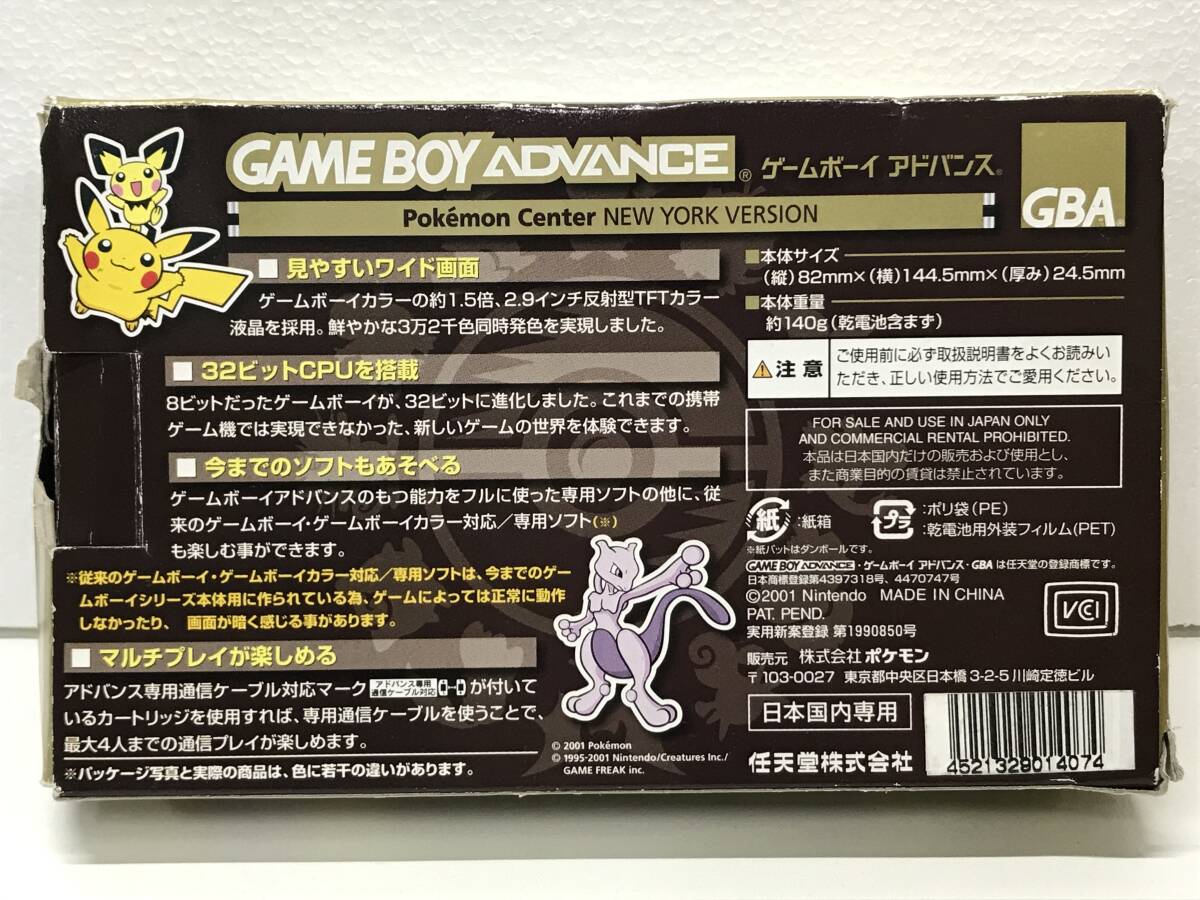 GAME BOY ADVANCE® ゲームボーイ アドバンス®
GBA
Pokémon Center NEW YORK VERSION
■ 見やすいワイド画面
ゲームボーイカラーの約1.5倍、2.9インチ反射型TFTカラー
液晶を採用。鮮やかな3万2千色同時発色を実現しました。
■ 32ビットCPUを搭載
8ビットだったゲームボーイが、32ビットに進化しました。これまでの携帯
ゲーム機では実現できなかった、新しいゲームの世界を体験できます。
■ 今までのソフトもあそべる
ゲームボーイアドバンスのもつ能力をフルに使った専用ソフトの他に、従
来のゲームボーイ・ゲームボーイカラー対応／専用ソフト(※)
も楽しむ事ができます。
※従来のゲームボーイ・ゲームボーイカラー対応／専用ソフトは、今までのゲー
ムボーイシリーズ本体用に作られている為、ゲームによっては正常に動作
しなかったり、画面が暗く感じる事があります。
■ マルチプレイが楽しめる
アドバンス専用通信ケーブル対応マーク アドバンス専用 通信ケーブル対応 が付いて
いるカートリッジを使用すれば、専用通信ケーブルを使うことで、
最大4人までの通信プレイが楽しめます。
※パッケージ写真と実際の商品は、色に若干の違いがあります。
© 2001 Pokémon
© 1995-2001 Nintendo/Creatures Inc./
GAME FREAK inc.
■本体サイズ
(縦)82mm×(横)144.5mm×(厚み)24.5mm
■本体重量
約140g(乾電池含まず)
注意
ご使用前に必ず取扱説明書をよくお読みい
ただき、正しい使用方法でご愛用ください。
FOR SALE AND USE IN JAPAN ONLY
AND COMMERCIAL RENTAL PROHIBITED.
本品は日本国内だけの販売および使用とし、
また商業目的の賃貸は禁止されています。
紙 :紙箱
プラ :ポリ袋(PE)
:乾電池用外装フィルム(PET)
※紙パットはダンボールです。
GAME BOY ADVANCE・ゲームボーイ アドバンス・GBA は任天堂の登録商標です。
日本商標登録第4397318号、4470747号
©2001 Nintendo MADE IN CHINA
PAT. PEND.
実用新案登録 第1990850号
VCCI
販売元 株式会社 ポケモン
〒103-0027 東京都中央区日本橋3-2-5 川崎定徳ビル
日本国内専用
任天堂株式会社
4521329014074